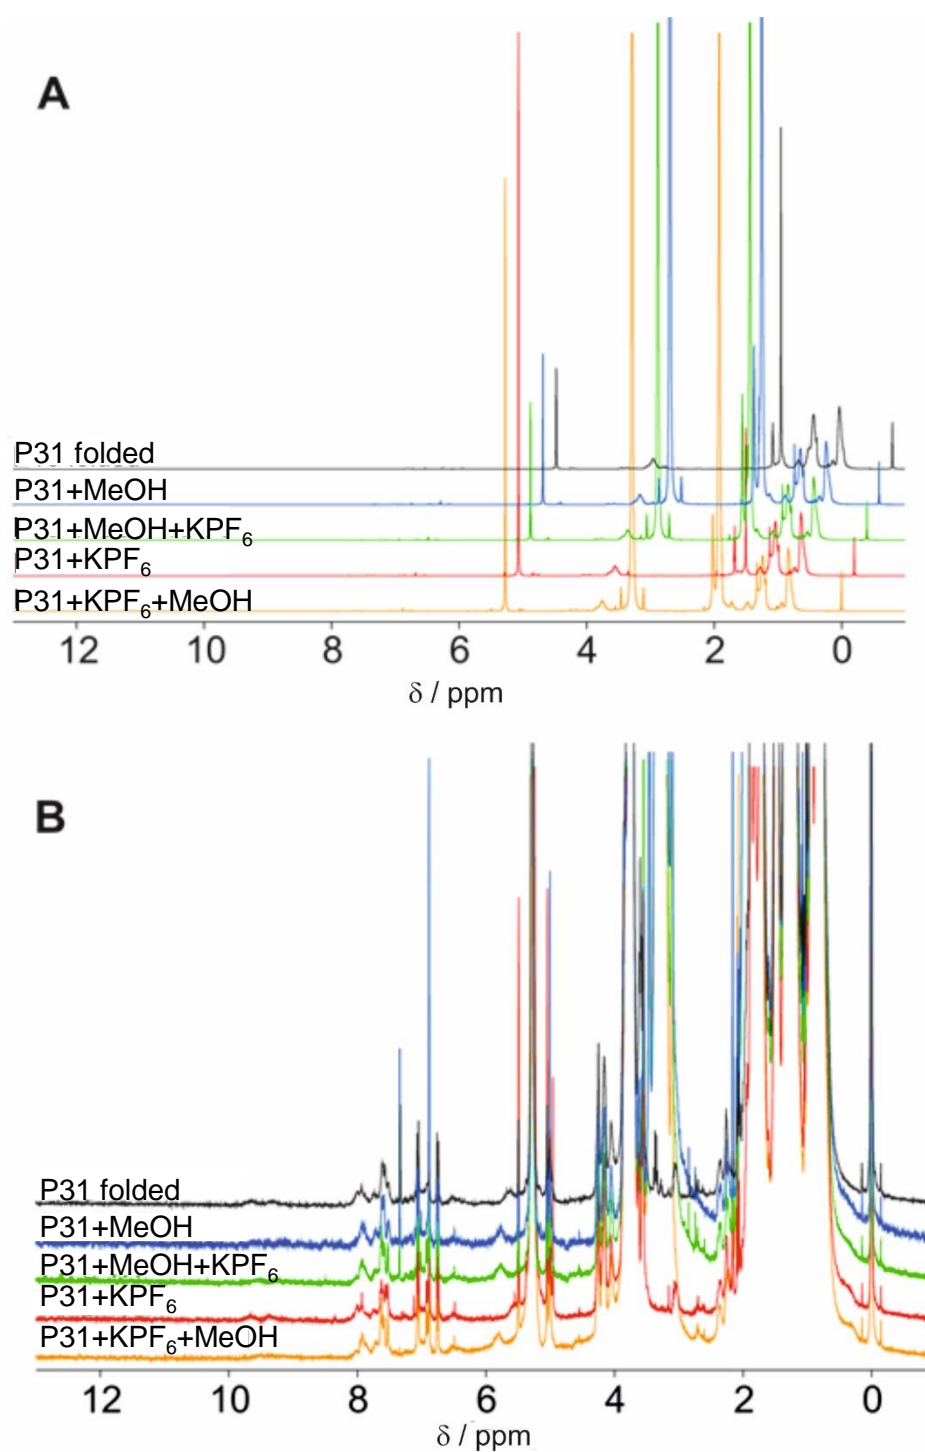 A
P31 folded
P31+MeOH
P31+MeOH+KPF₆
P31+KPF₆
P31+KPF₆+MeOH
12 10 8 6 4 2 0
δ / ppm
B
P31 folded
P31+MeOH
P31+MeOH+KPF₆
P31+KPF₆
P31+KPF₆+MeOH
12 10 8 6 4 2 0
δ / ppm